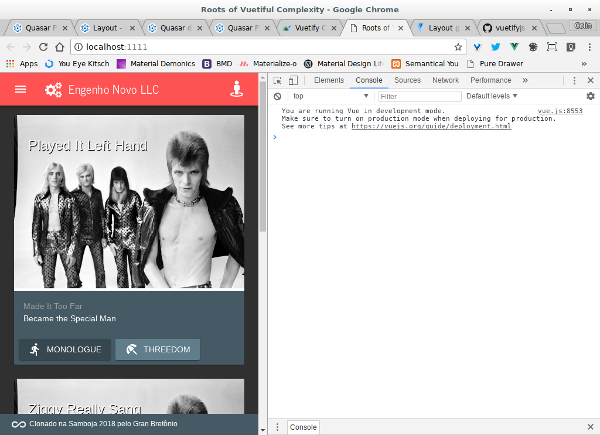 Roots of Vuetiful Complexity - Google Chrome
Quasar F
Layout -
Quasar d
Quasar F
Vuetify C
Roots of
Layout g
vuetifyjs
Colin
localhost:1111
Apps
You Eye Kitsch
Material Demonics
BMD
Materialize-o
Material Design Lit
Semantical You
Pure Drawer
»
Engenho Novo LLC
Played It Left Hand
Made It Too Far
Became the Special Man
MONOLOGUE
THREEDOM
Ziggy Really Sang
Clonado na Samboja 2018 pelo Gran Bretônio
Elements Console Sources Network Performance »
top Filter Default levels
You are running Vue in development mode. vue.js:8553
Make sure to turn on production mode when deploying for production.
See more tips at https://vuejs.org/guide/deployment.html
Console